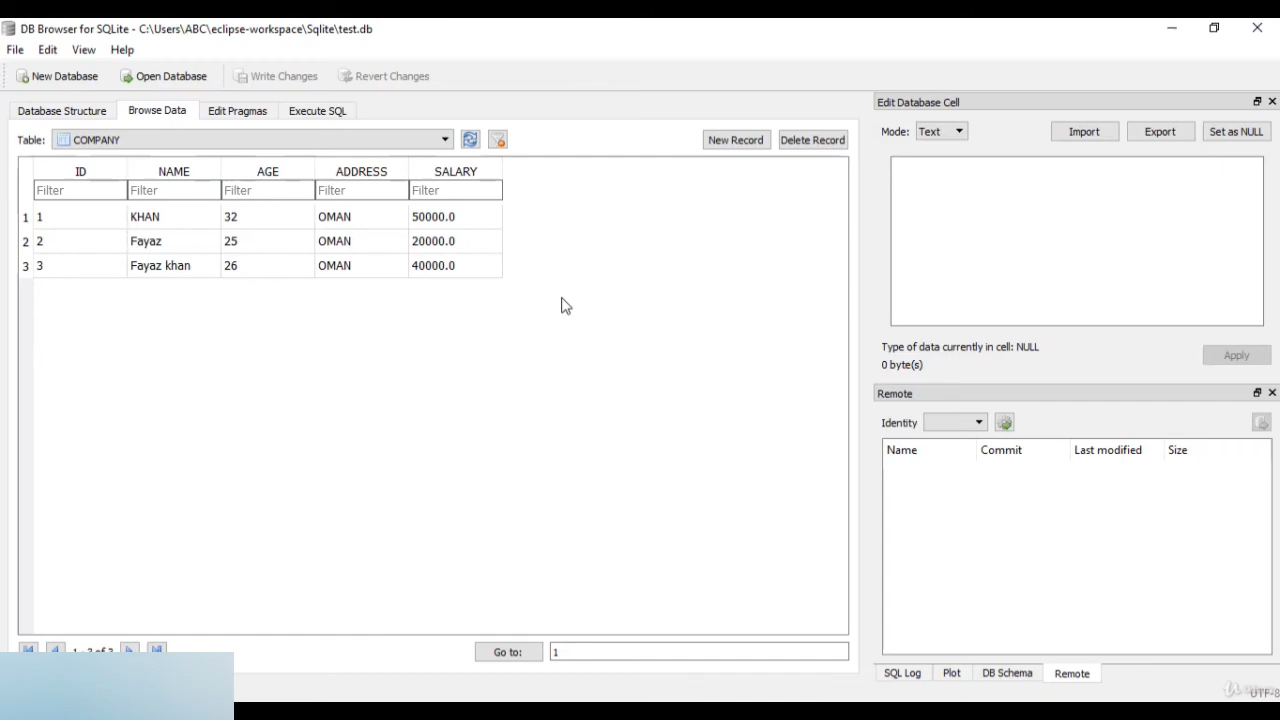 DB Browser for SQLite - C:\Users\ABC\eclipse-workspace\Sqlite\test.db
File Edit View Help
New Database Open Database Write Changes Revert Changes
Database Structure Browse Data Edit Pragmas Execute SQL
Table: COMPANY New Record Delete Record
ID NAME AGE ADDRESS SALARY
Filter Filter Filter Filter Filter
1 1 KHAN 32 OMAN 50000.0
2 2 Fayaz 25 OMAN 20000.0
3 3 Fayaz khan 26 OMAN 40000.0
1 - 3 of 3 Go to: 1
Edit Database Cell
Mode: Text Import Export Set as NULL
Type of data currently in cell: NULL
0 byte(s)
Apply
Remote
Identity
Name Commit Last modified Size
SQL Log Plot DB Schema Remote
UTF-8